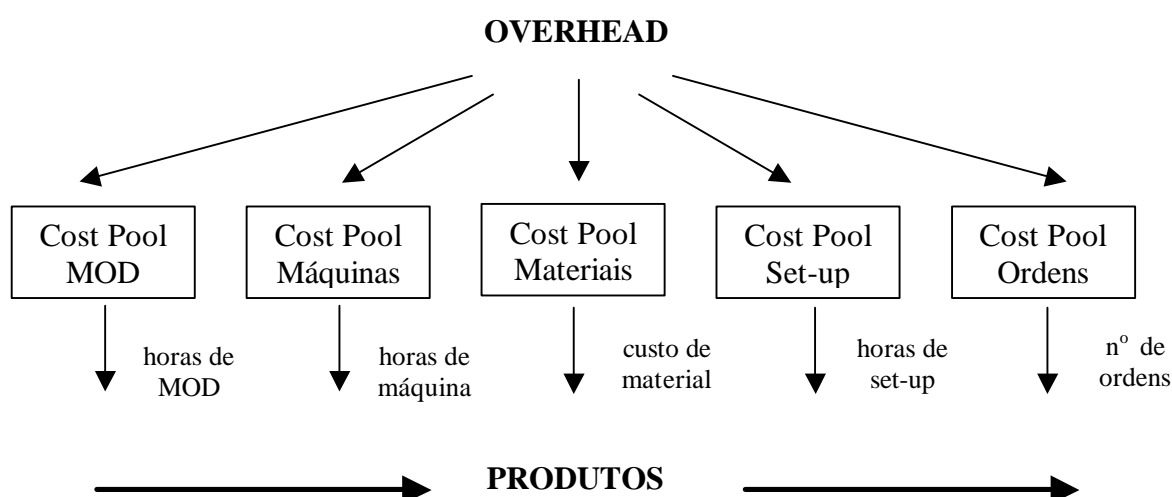 OVERHEAD
Cost Pool
MOD
Cost Pool
Máquinas
Cost Pool
Materiais
Cost Pool
Set-up
Cost Pool
Ordens
horas de
MOD
horas de
máquina
custo de
material
horas de
set-up
nº de
ordens
PRODUTOS